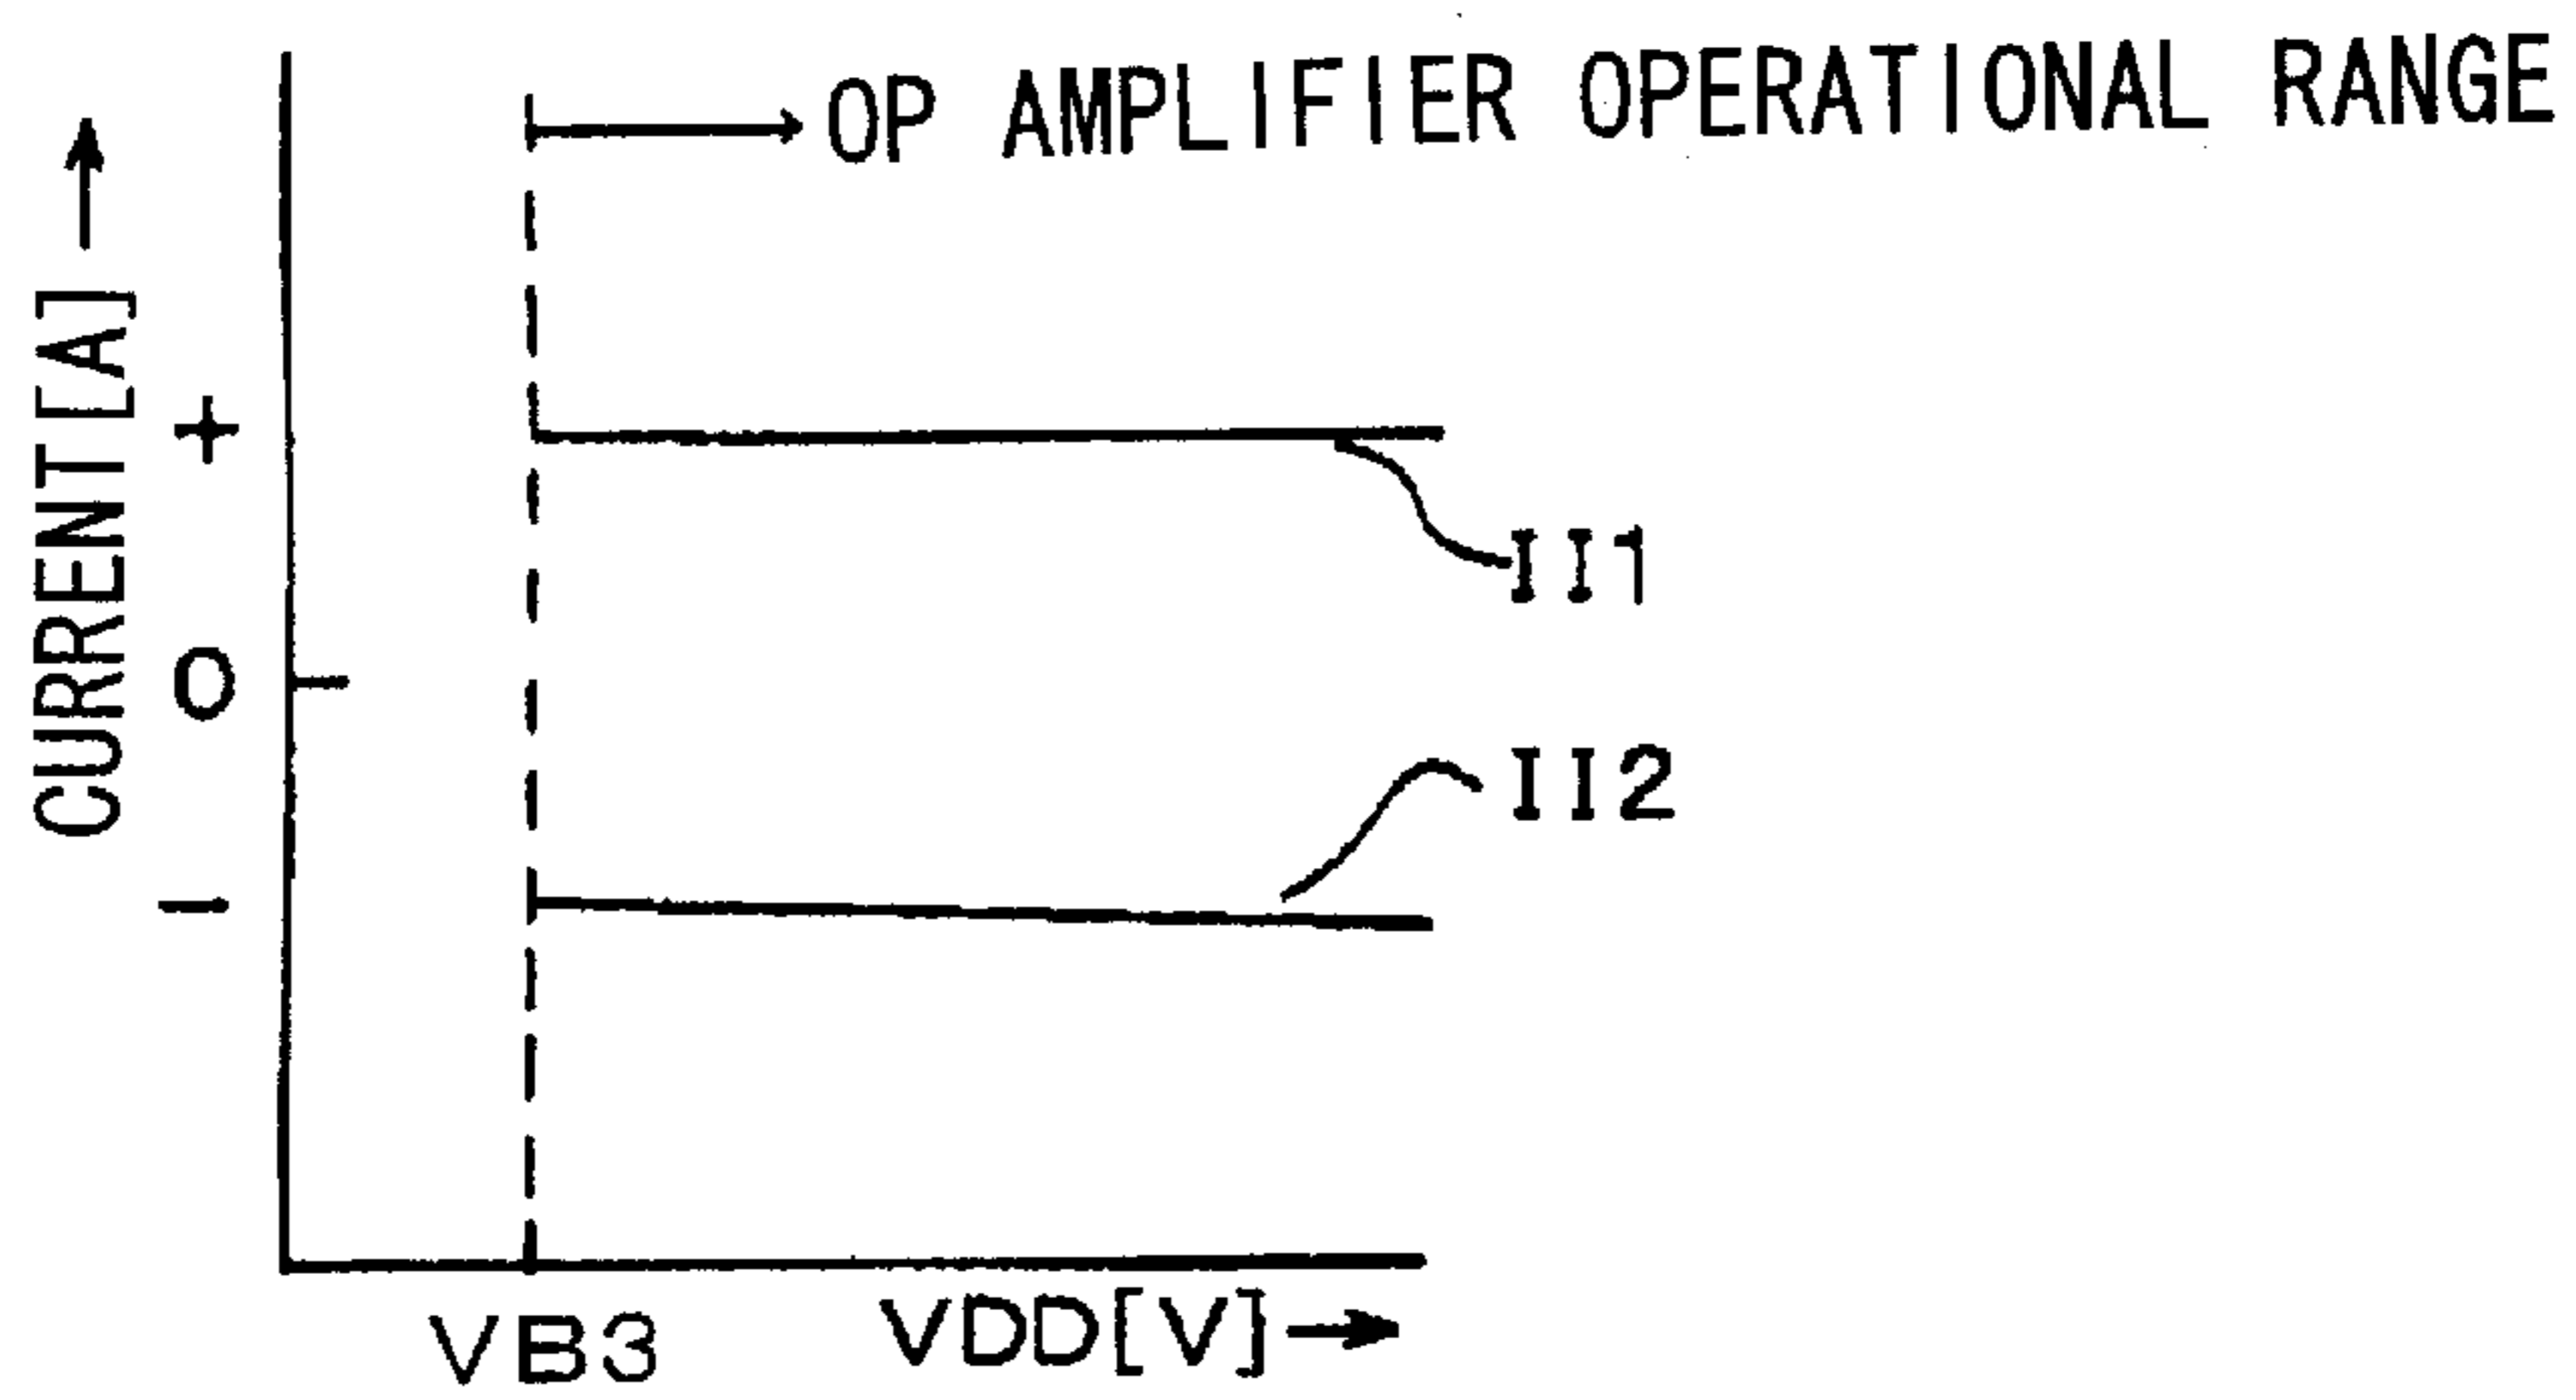 OP AMPLIFIER OPERATIONAL RANGE
CURRENT[A]
+
0
−
II1
II2
VB3
VDD[V]